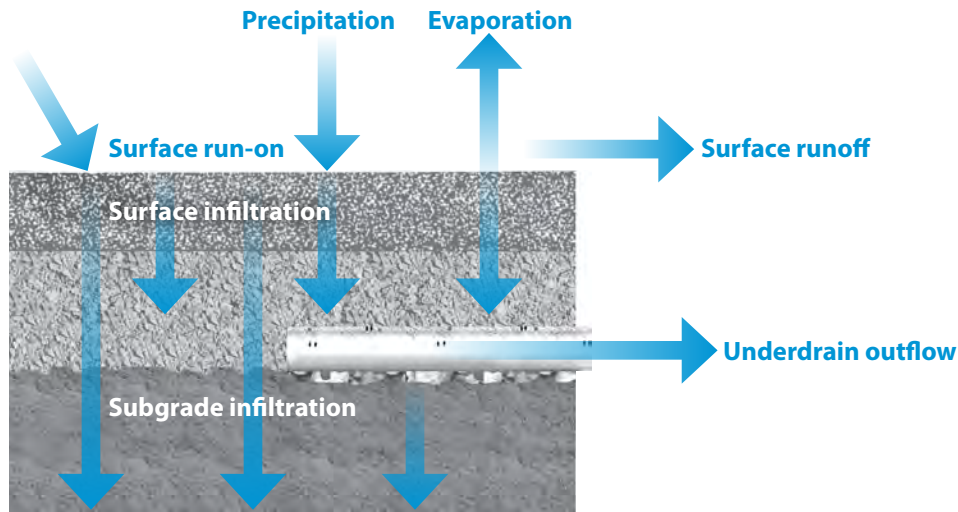 Precipitation
Evaporation
Surface run-on
Surface runoff
Surface infiltration
Underdrain outflow
Subgrade infiltration